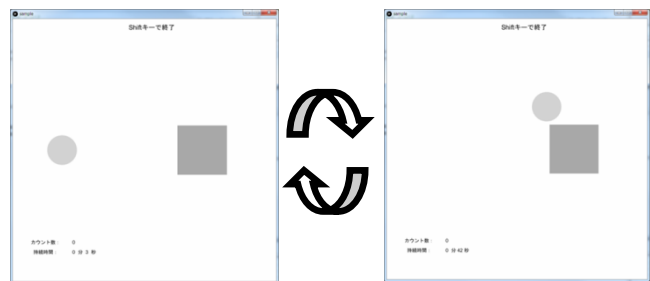 sample
Shiftキーで終了
カウント数： 0
持続時間： 0 分 3 秒
sample
Shiftキーで終了
カウント数： 0
持続時間： 0 分 42 秒